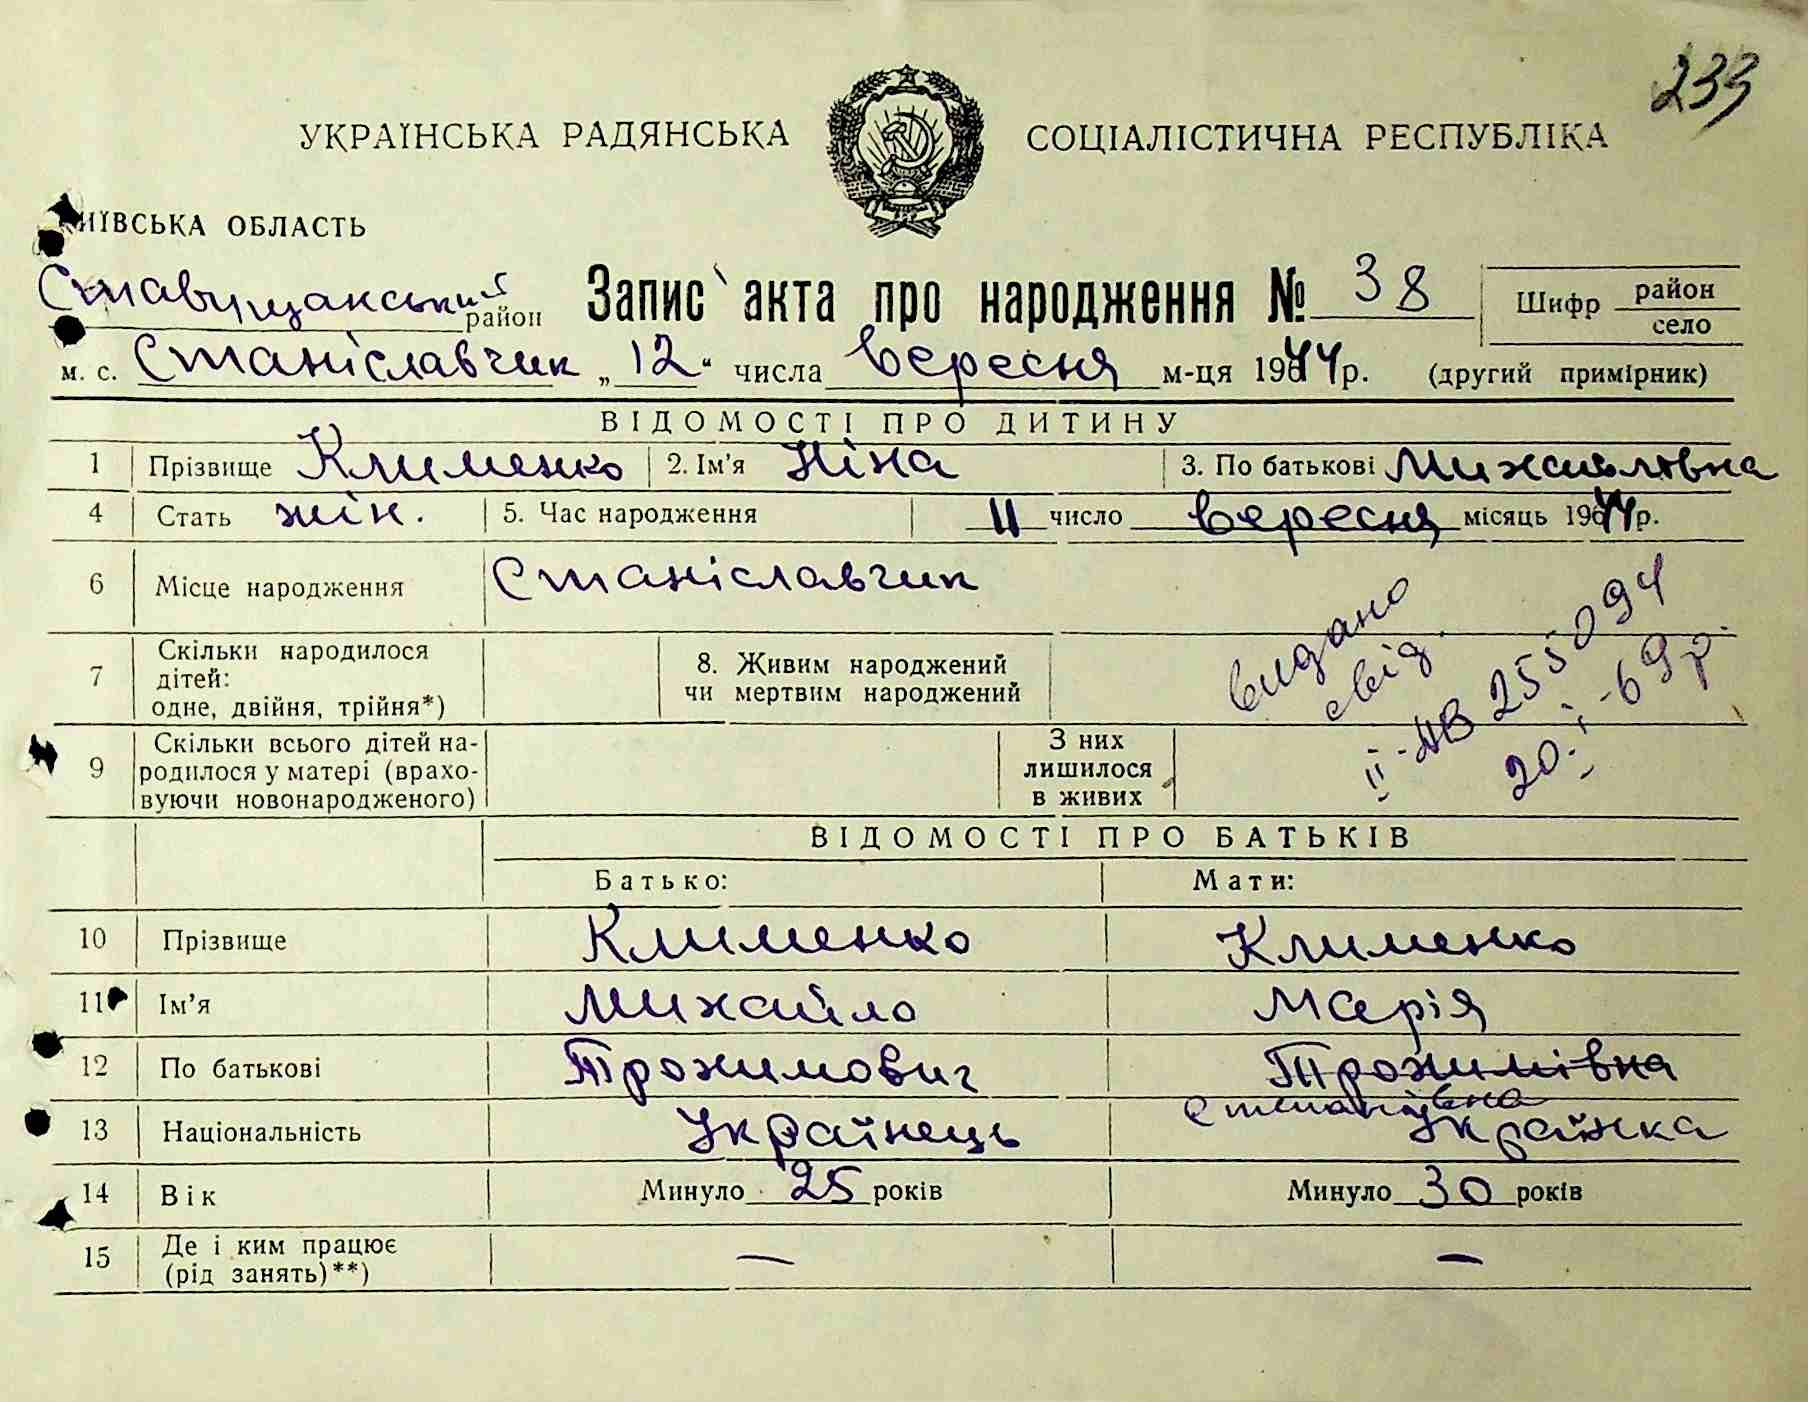 233
УКРАЇНСЬКА РАДЯНСЬКА СОЦІАЛІСТИЧНА РЕСПУБЛІКА
КИЇВСЬКА ОБЛАСТЬ
Ставищанський район Запис акта про народження № 38 Шифр район село
м. с. Станіславчик „12“ числа вересня м-ця 1944р. (другий примірник)
ВІДОМОСТІ ПРО ДИТИНУ
1 Прізвище Клименко 2. Ім'я Ніна 3. По батькові Михайлівна
4 Стать жін. 5. Час народження 11 число вересня місяць 1944р.
6 Місце народження Станіславчик
7 Скільки народилося дітей: одне, двійня, трійня*) 8. Живим народжений чи мертвим народжений
видано
свід.
II-АВ 255094
20.I-69р.
9 Скільки всього дітей народилося у матері (враховуючи новонародженого) З них лишилося в живих
ВІДОМОСТІ ПРО БАТЬКІВ
Батько: Мати:
10 Прізвище Клименко Клименко
11 Ім'я Михайло Марія
12 По батькові Трохимович Трохимівна
Степанівна
13 Національність Українець Українка
14 Вік Минуло 25 років Минуло 30 років
15 Де і ким працює (рід занять)**) — —